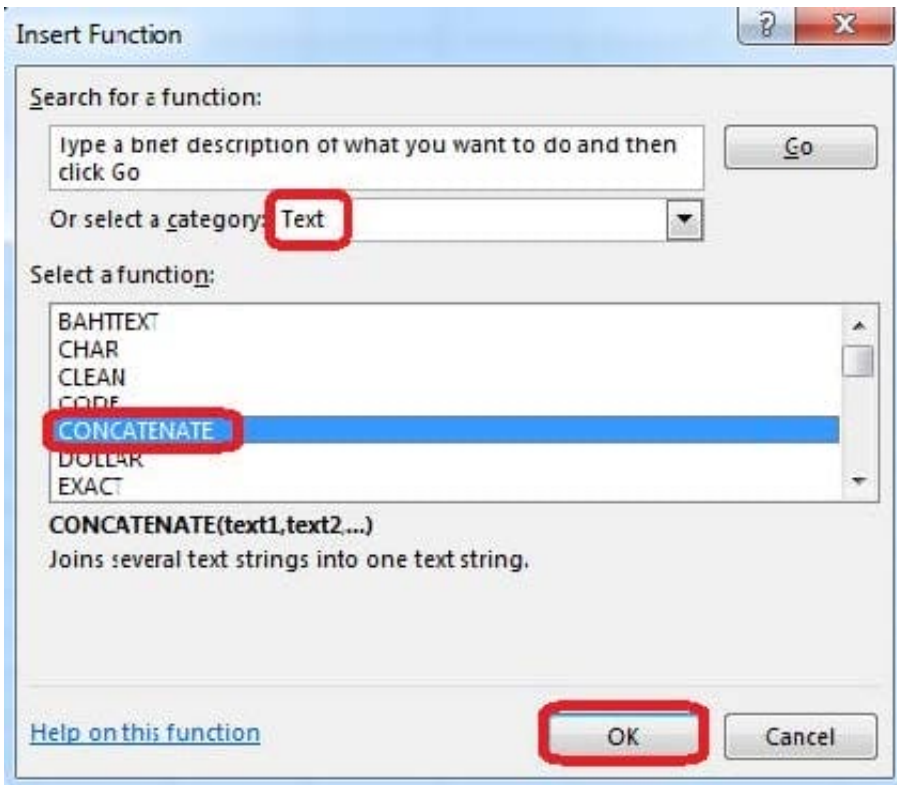 Insert Function
?
X
Search for a function:
Type a brief description of what you want to do and then
click Go
Go
Or select a category: Text
Select a function:
BAHTTEXT
CHAR
CLEAN
CODE
CONCATENATE
DOLLAR
EXACT
CONCATENATE(text1,text2,...)
Joins several text strings into one text string.
Help on this function
OK
Cancel